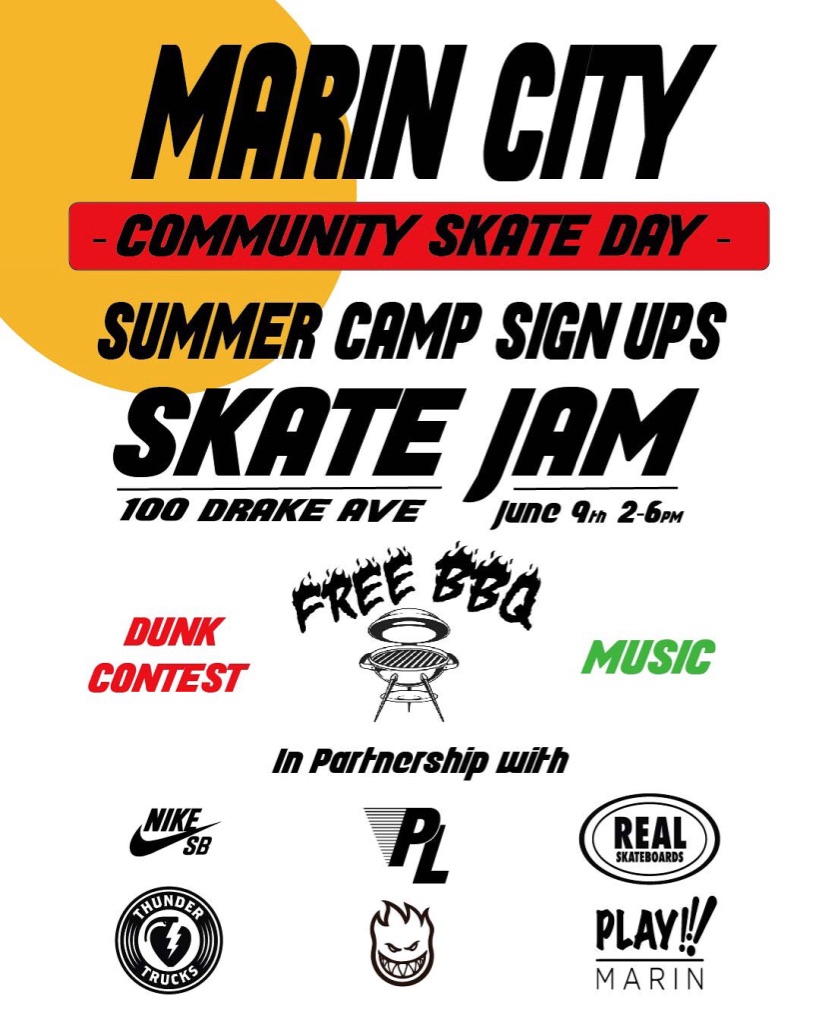 MARIN CITY
- COMMUNITY SKATE DAY -
SUMMER CAMP SIGN UPS
SKATE JAM
100 DRAKE AVE June 9th 2-6PM
FREE BBQ
DUNK
CONTEST
MUSIC
In Partnership with
NIKE
SB
PL
REAL
SKATEBOARDS
THUNDER
TRUCKS
PLAY!!!
MARIN